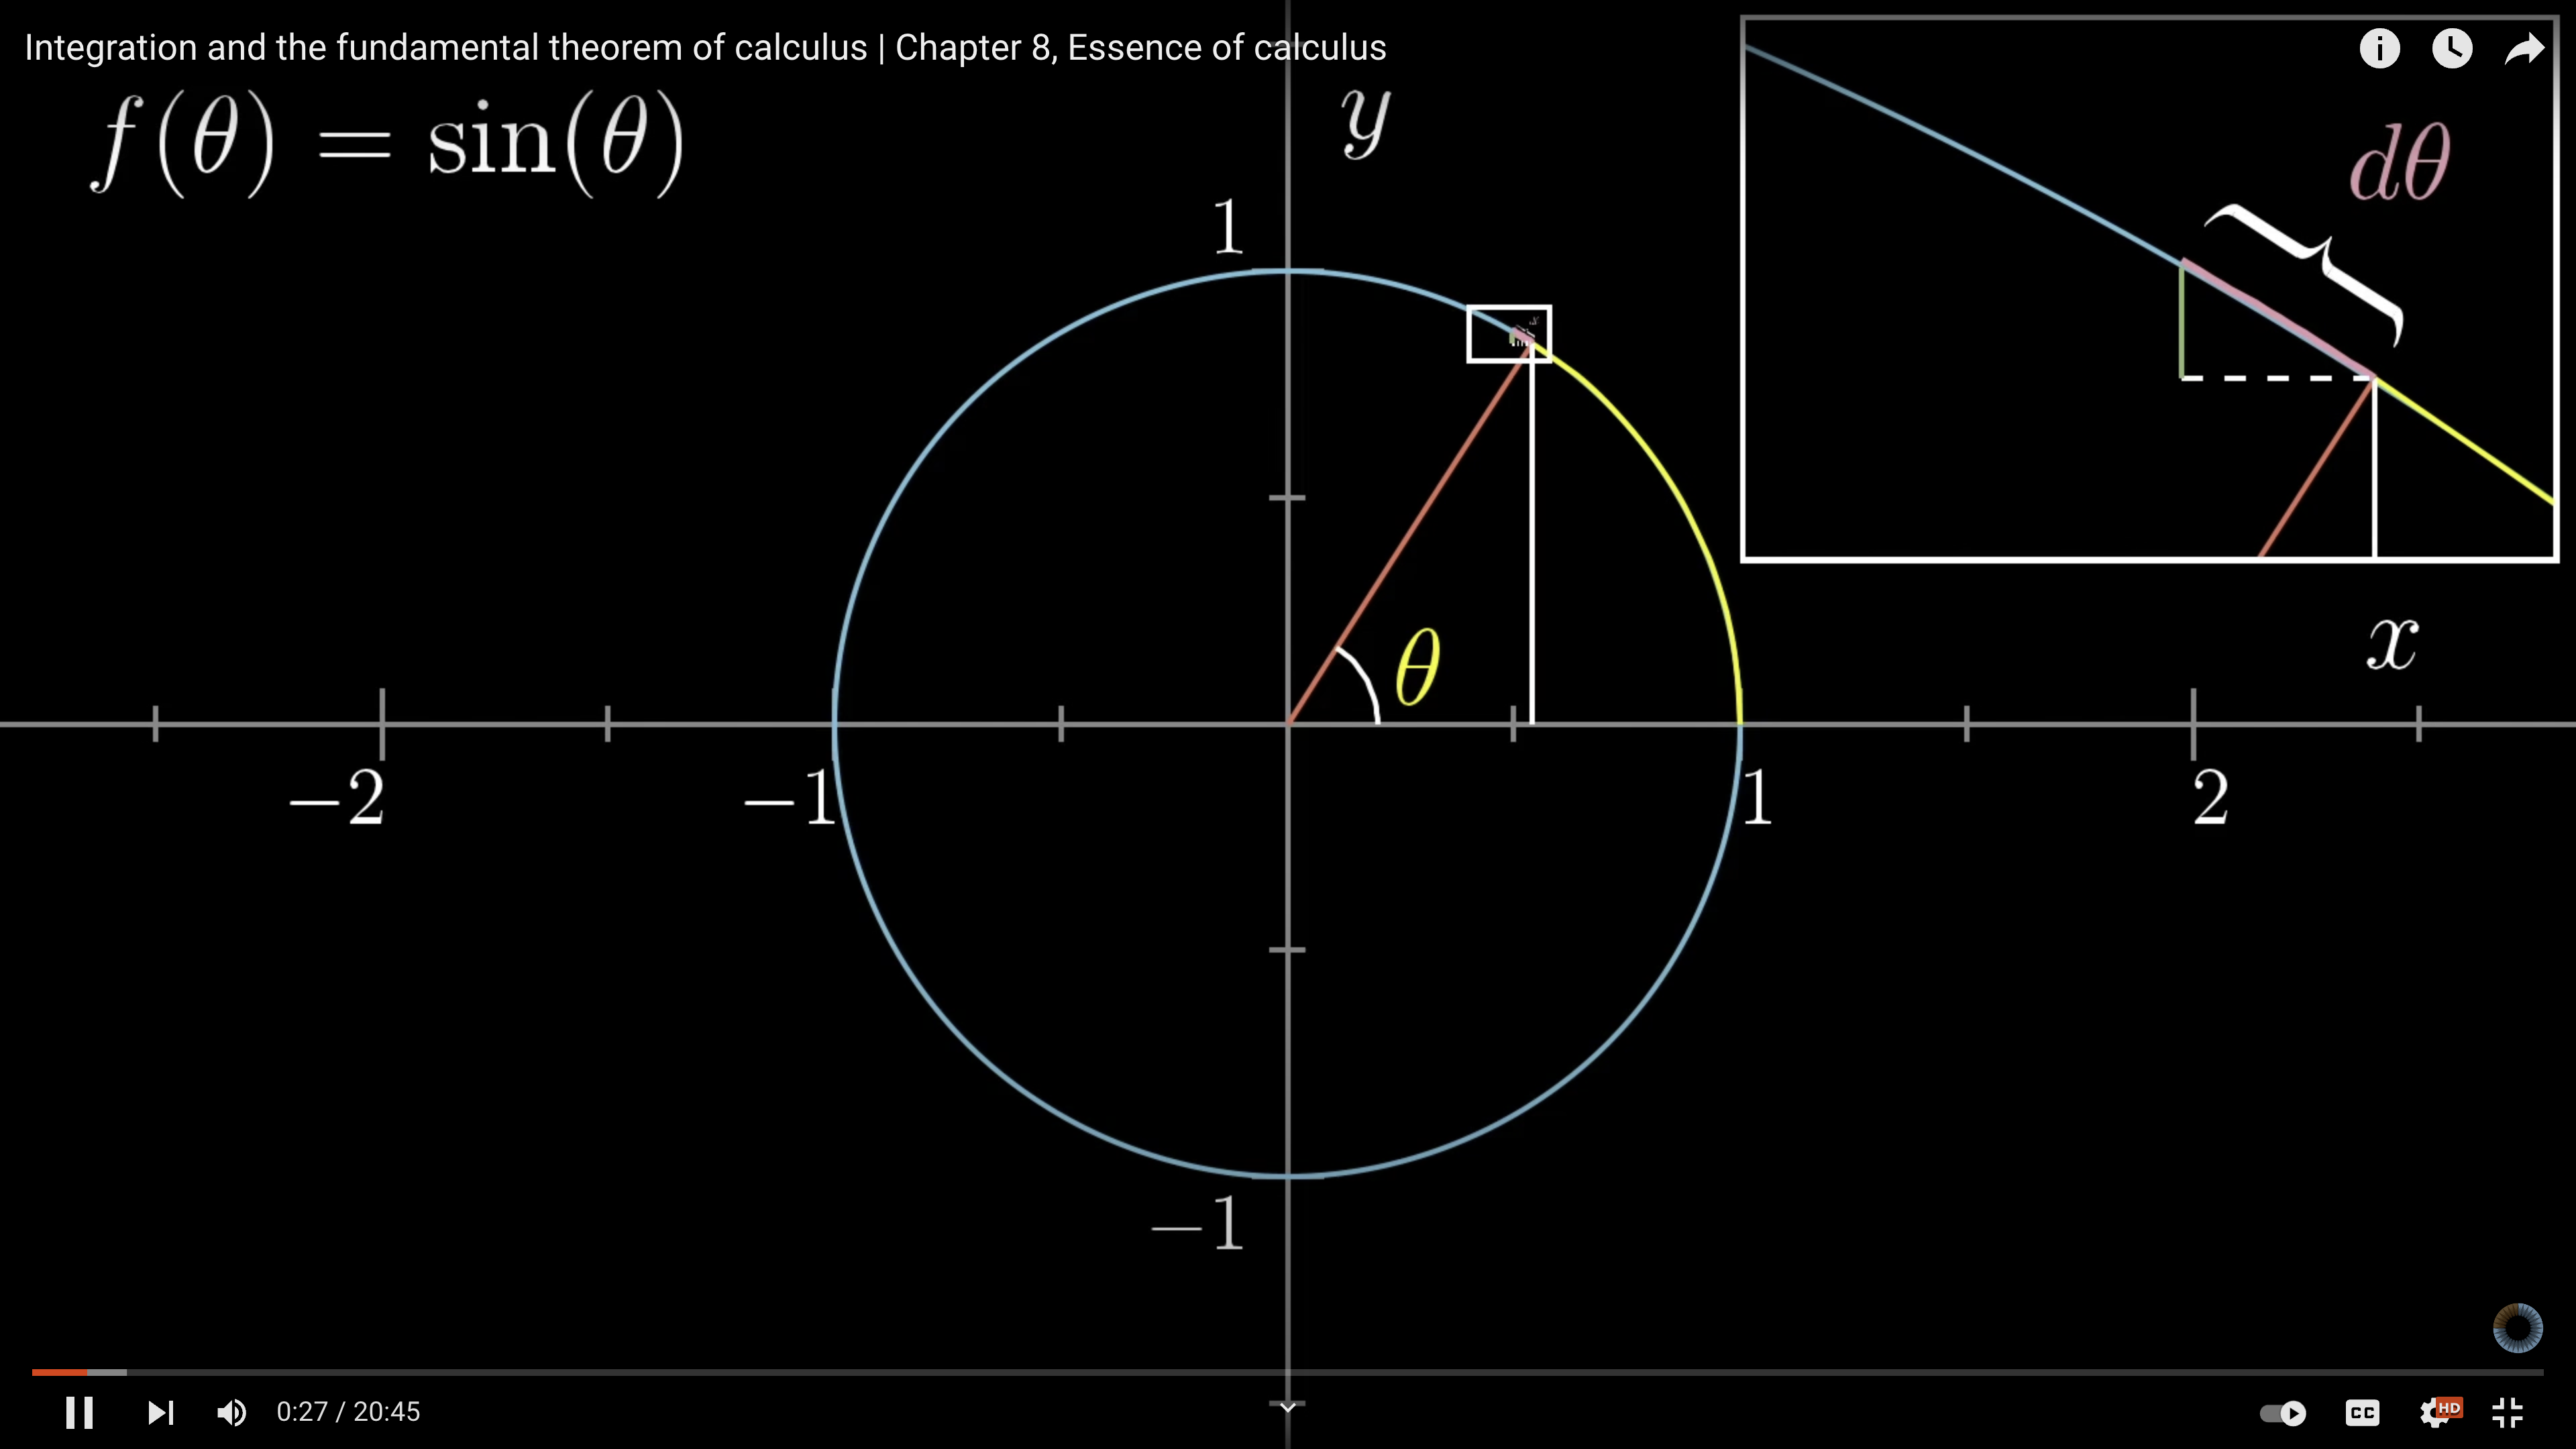 Integration and the fundamental theorem of calculus | Chapter 8, Essence of calculus
f(θ) = sin(θ)
y
dθ
1
θ
x
−2
−1
1
2
−1
0:27 / 20:45
CC
HD